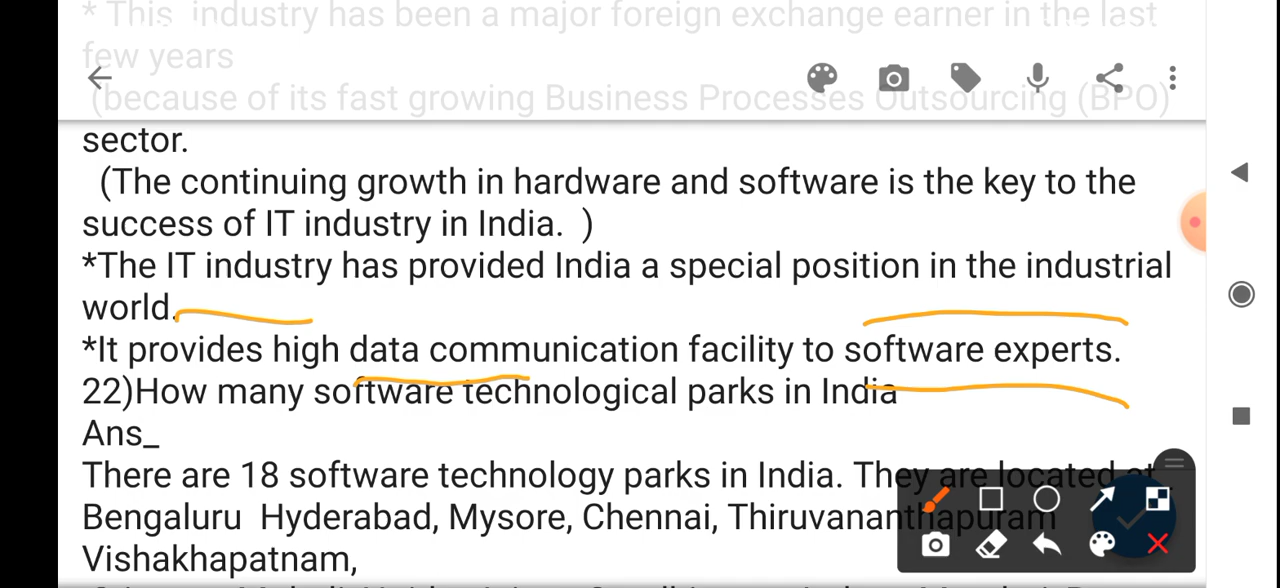 * This industry has been a major foreign exchange earner in the last
few years
(because of its fast growing Business Processes Outsourcing (BPO)
sector.
(The continuing growth in hardware and software is the key to the
success of IT industry in India. )
*The IT industry has provided India a special position in the industrial
world.
*It provides high data communication facility to software experts.
22)How many software technological parks in India
Ans_
There are 18 software technology parks in India. They are located at
Bengaluru Hyderabad, Mysore, Chennai, Thiruvananthapuram
Vishakhapatnam,